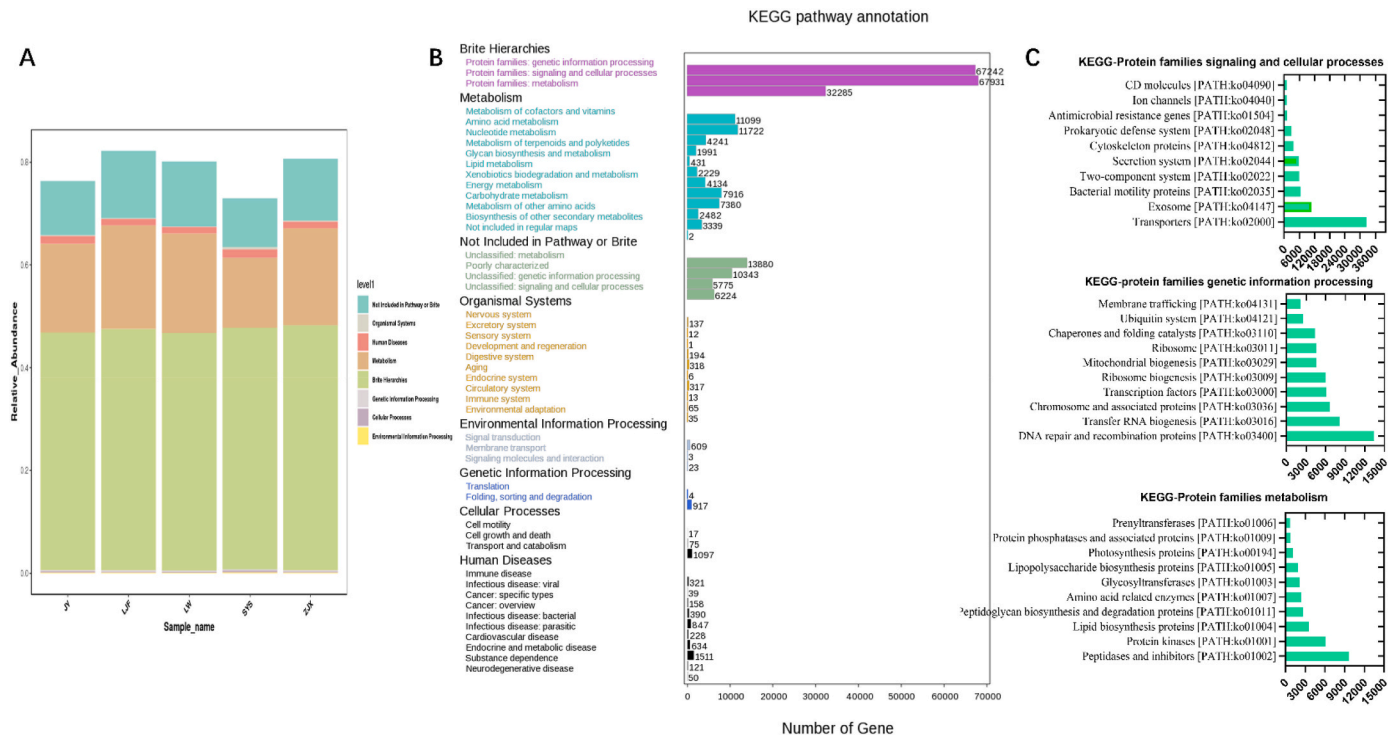 KEGG pathway annotation
A
0.8
0.6
0.4
0.2
0.0
Relative_Abundance
JY
LJF
LW
SYS
ZJX
Sample_name
level1
Not Included in Pathway or Brite
Organismal Systems
Human Diseases
Metabolism
Brite Hierarchies
Genetic Information Processing
Cellular Processes
Environmental Information Processing
B
Brite Hierarchies
Protein families: genetic information processing
Protein families: signaling and cellular processes
Protein families: metabolism
Metabolism
Metabolism of cofactors and vitamins
Amino acid metabolism
Nucleotide metabolism
Metabolism of terpenoids and polyketides
Glycan biosynthesis and metabolism
Lipid metabolism
Xenobiotics biodegradation and metabolism
Energy metabolism
Carbohydrate metabolism
Metabolism of other amino acids
Biosynthesis of other secondary metabolites
Not included in regular maps
Not Included in Pathway or Brite
Unclassified: metabolism
Poorly characterized
Unclassified: genetic information processing
Unclassified: signaling and cellular processes
Organismal Systems
Nervous system
Excretory system
Sensory system
Development and regeneration
Digestive system
Aging
Endocrine system
Circulatory system
Immune system
Environmental adaptation
Environmental Information Processing
Signal transduction
Membrane transport
Signaling molecules and interaction
Genetic Information Processing
Translation
Folding, sorting and degradation
Cellular Processes
Cell motility
Cell growth and death
Transport and catabolism
Human Diseases
Immune disease
Infectious disease: viral
Cancer: specific types
Cancer: overview
Infectious disease: bacterial
Infectious disease: parasitic
Cardiovascular disease
Endocrine and metabolic disease
Substance dependence
Neurodegenerative disease
67242
67931
32285
11099
11722
4241
1991
431
2229
4134
7916
7380
2482
3339
2
13880
10343
5775
6224
137
12
1
194
318
6
317
13
65
35
609
3
23
4
917
17
75
1097
321
39
158
390
847
228
634
1511
121
50
0 10000 20000 30000 40000 50000 60000 70000
Number of Gene
C
KEGG-Protein families signaling and cellular processes
CD molecules [PATH:ko04090]
Ion channels [PATH:ko04040]
Antimicrobial resistance genes [PATH:ko01504]
Prokaryotic defense system [PATH:ko02048]
Cytoskeleton proteins [PATH:ko04812]
Secretion system [PATH:ko02044]
Two-component system [PATH:ko02022]
Bacterial motility proteins [PATH:ko02035]
Exosome [PATH:ko04147]
Transporters [PATH:ko02000]
0 6000 12000 18000 24000 30000 36000
KEGG-protein families genetic information processing
Membrane trafficking [PATH:ko04131]
Ubiquitin system [PATH:ko04121]
Chaperones and folding catalysts [PATH:ko03110]
Ribosome [PATH:ko03011]
Mitochondrial biogenesis [PATH:ko03029]
Ribosome biogenesis [PATH:ko03009]
Transcription factors [PATH:ko03000]
Chromosome and associated proteins [PATH:ko03036]
Transfer RNA biogenesis [PATH:ko03016]
DNA repair and recombination proteins [PATH:ko03400]
0 3000 6000 9000 12000 15000
KEGG-Protein families metabolism
Prenyltransferases [PATH:ko01006]
Protein phosphatases and associated proteins [PATH:ko01009]
Photosynthesis proteins [PATH:ko00194]
Lipopolysaccharide biosynthesis proteins [PATH:ko01005]
Glycosyltransferases [PATH:ko01003]
Amino acid related enzymes [PATH:ko01007]
Peptidoglycan biosynthesis and degradation proteins [PATH:ko01011]
Lipid biosynthesis proteins [PATH:ko01004]
Protein kinases [PATH:ko01001]
Peptidases and inhibitors [PATH:ko01002]
0 3000 6000 9000 12000 15000